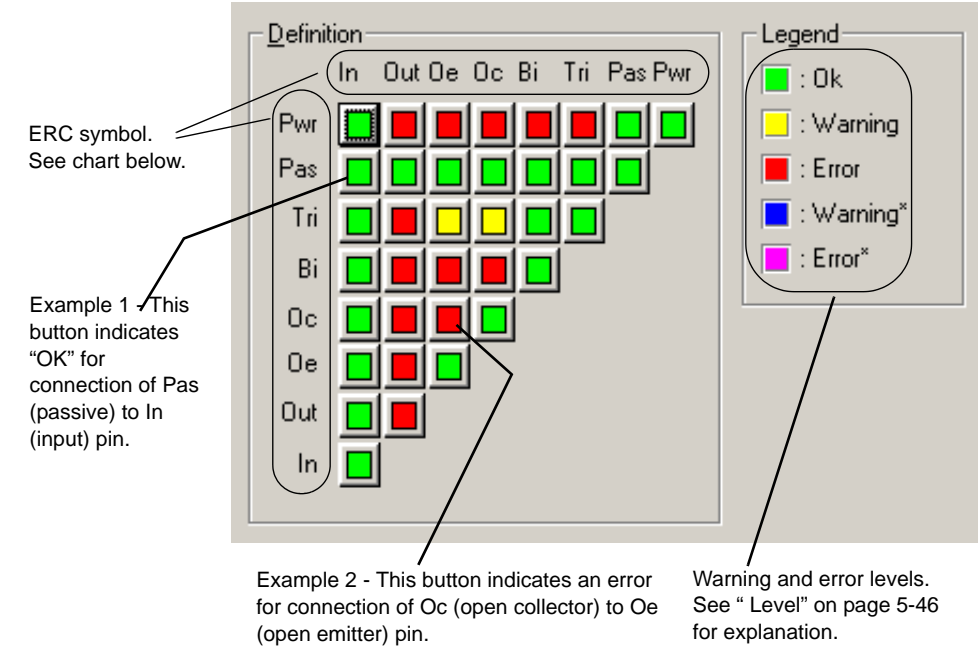 Definition
In Out Oe Oc Bi Tri Pas Pwr
Pwr
Pas
Tri
Bi
Oc
Oe
Out
In
Legend
: Ok
: Warning
: Error
: Warning*
: Error*
ERC symbol.
See chart below.
Example 1 - This
button indicates
“OK” for
connection of Pas
(passive) to In
(input) pin.
Example 2 - This button indicates an error
for connection of Oc (open collector) to Oe
(open emitter) pin.
Warning and error levels.
See “ Level” on page 5-46
for explanation.